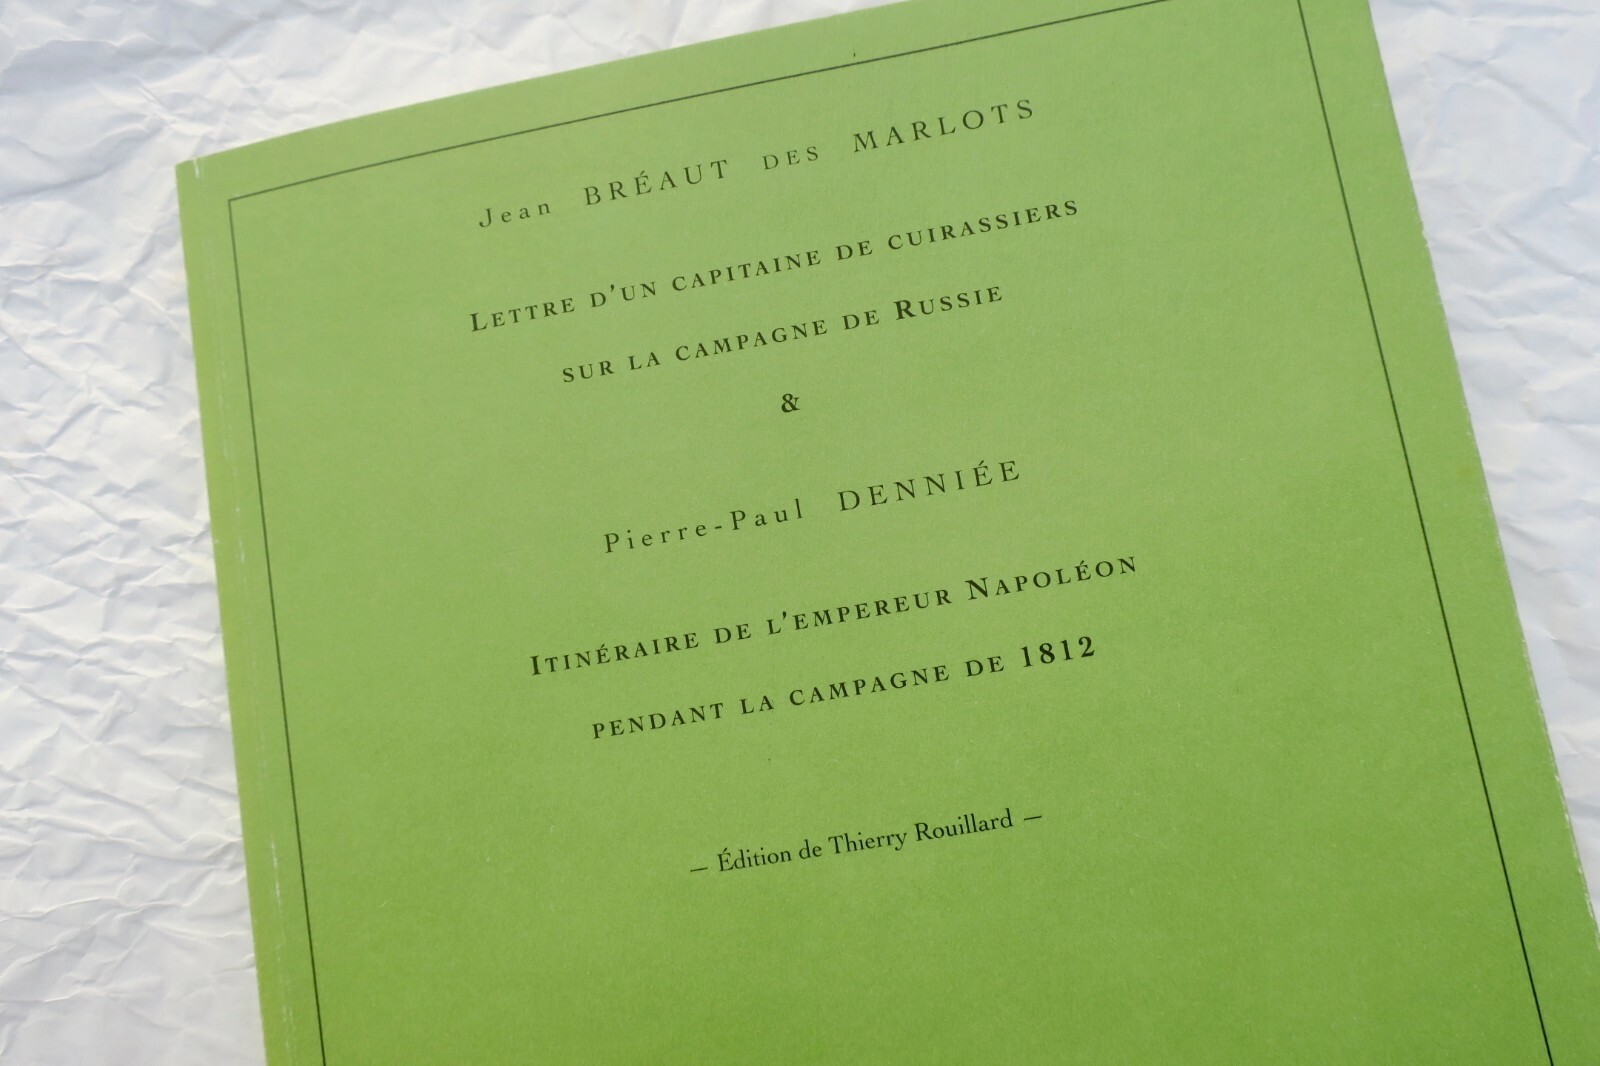 Jean BRÉAUT DES MARLOTS
LETTRE D'UN CAPITAINE DE CUIRASSIERS
SUR LA CAMPAGNE DE RUSSIE
&
Pierre-Paul DENNIÉE
ITINÉRAIRE DE L'EMPEREUR NAPOLÉON
PENDANT LA CAMPAGNE DE 1812
— Édition de Thierry Rouillard —